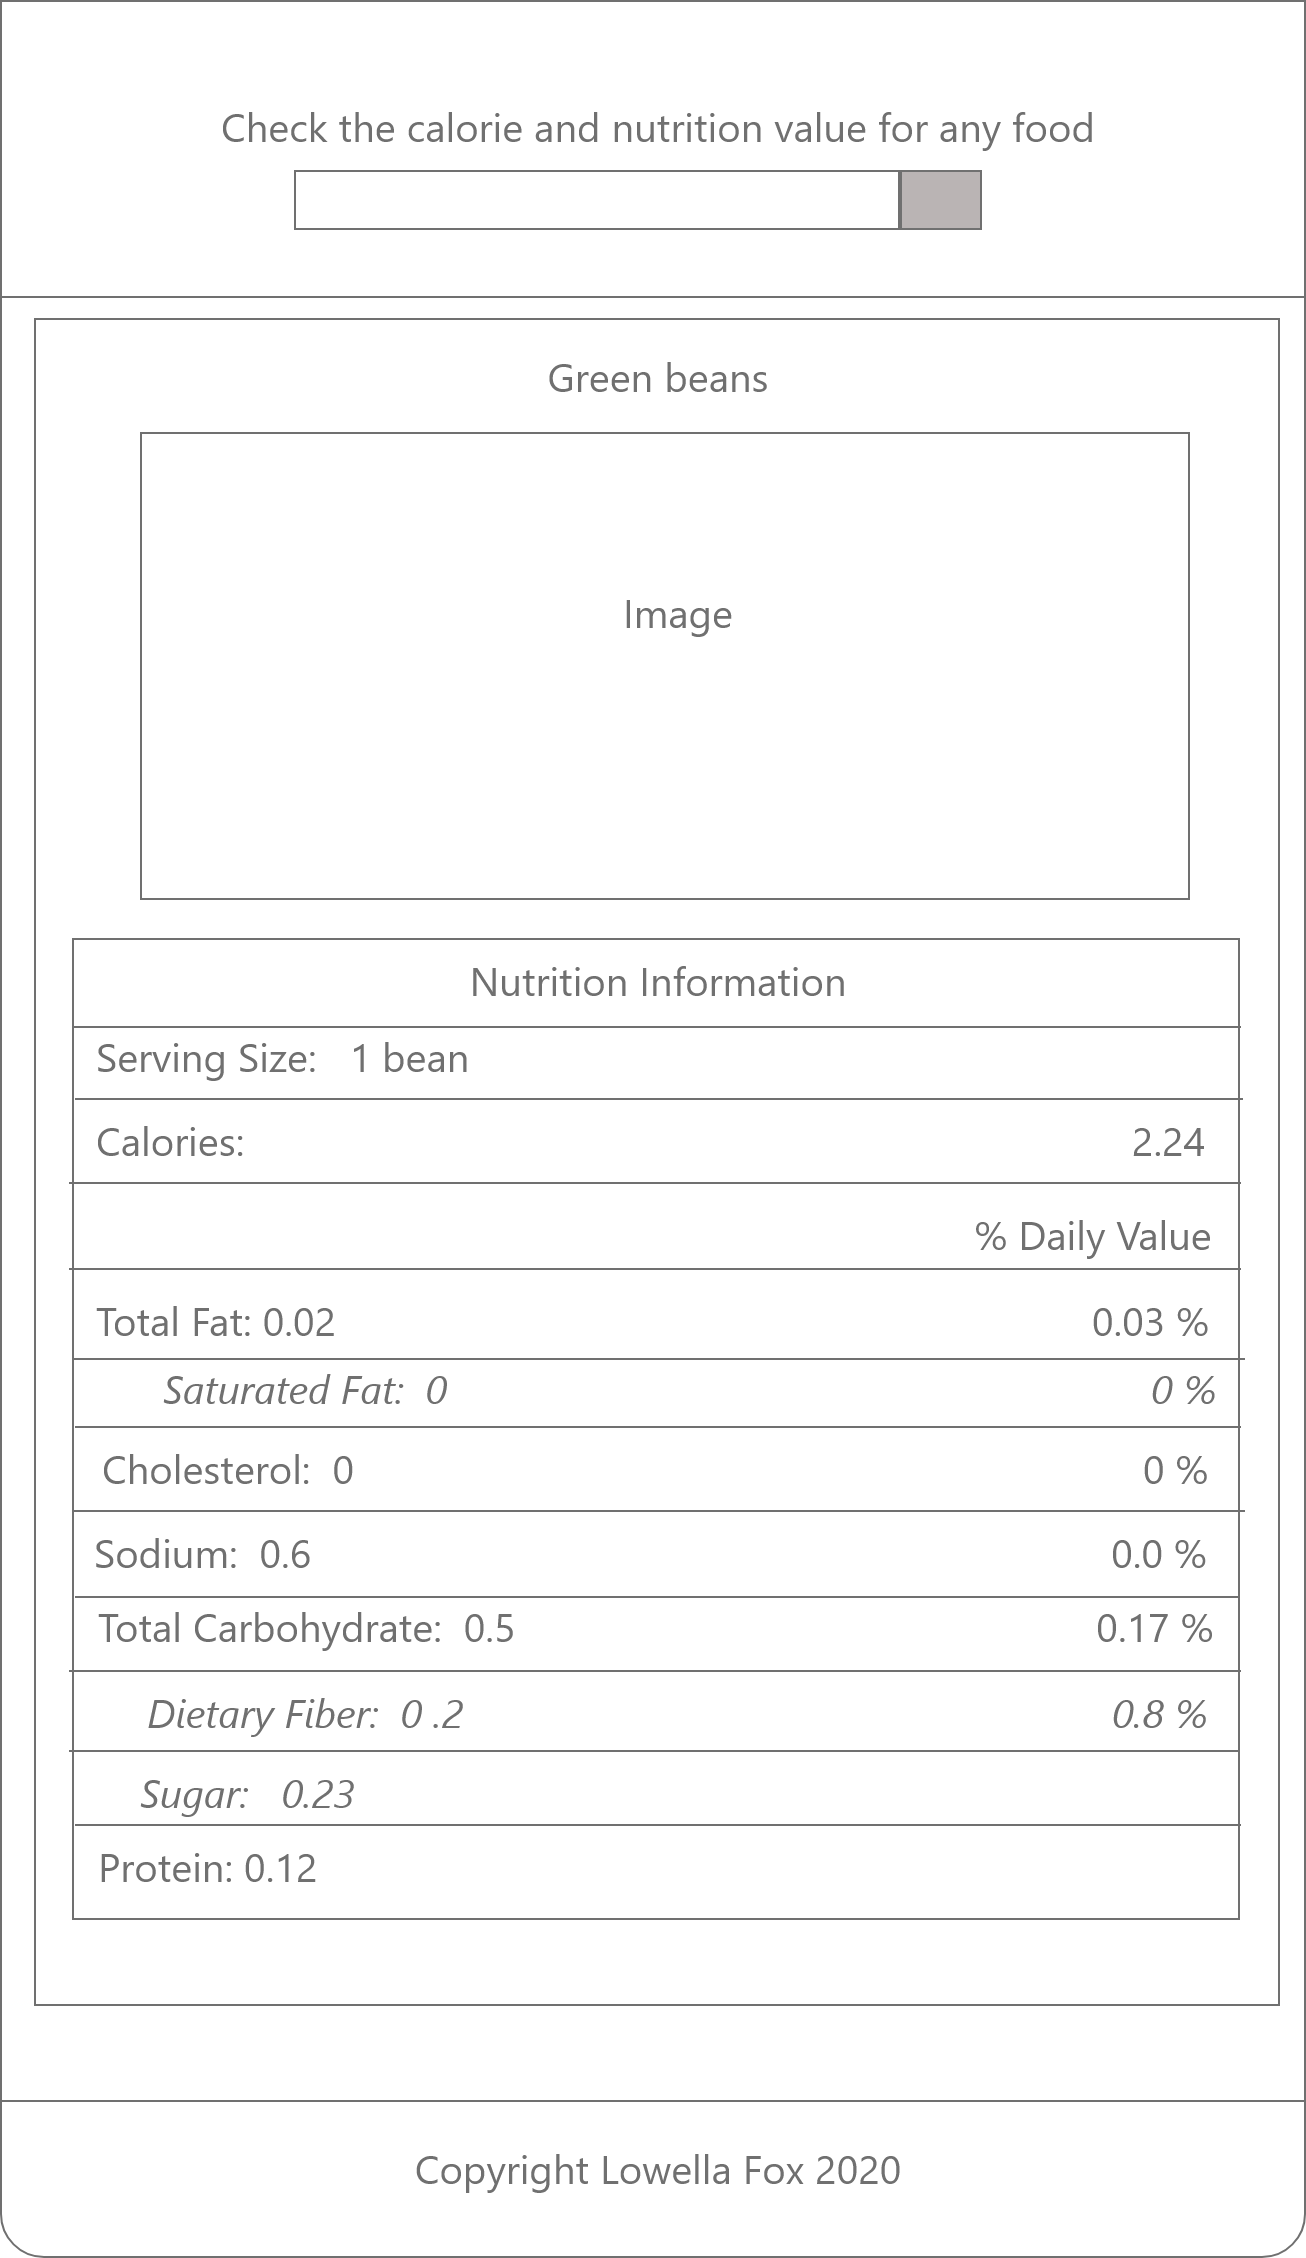 Check the calorie and nutrition value for any food
Green beans
Image
Nutrition Information
Serving Size: 1 bean
Calories: 2.24
% Daily Value
Total Fat: 0.02 0.03 %
Saturated Fat: 0 0 %
Cholesterol: 0 0 %
Sodium: 0.6 0.0 %
Total Carbohydrate: 0.5 0.17 %
Dietary Fiber: 0 .2 0.8 %
Sugar: 0.23
Protein: 0.12
Copyright Lowella Fox 2020